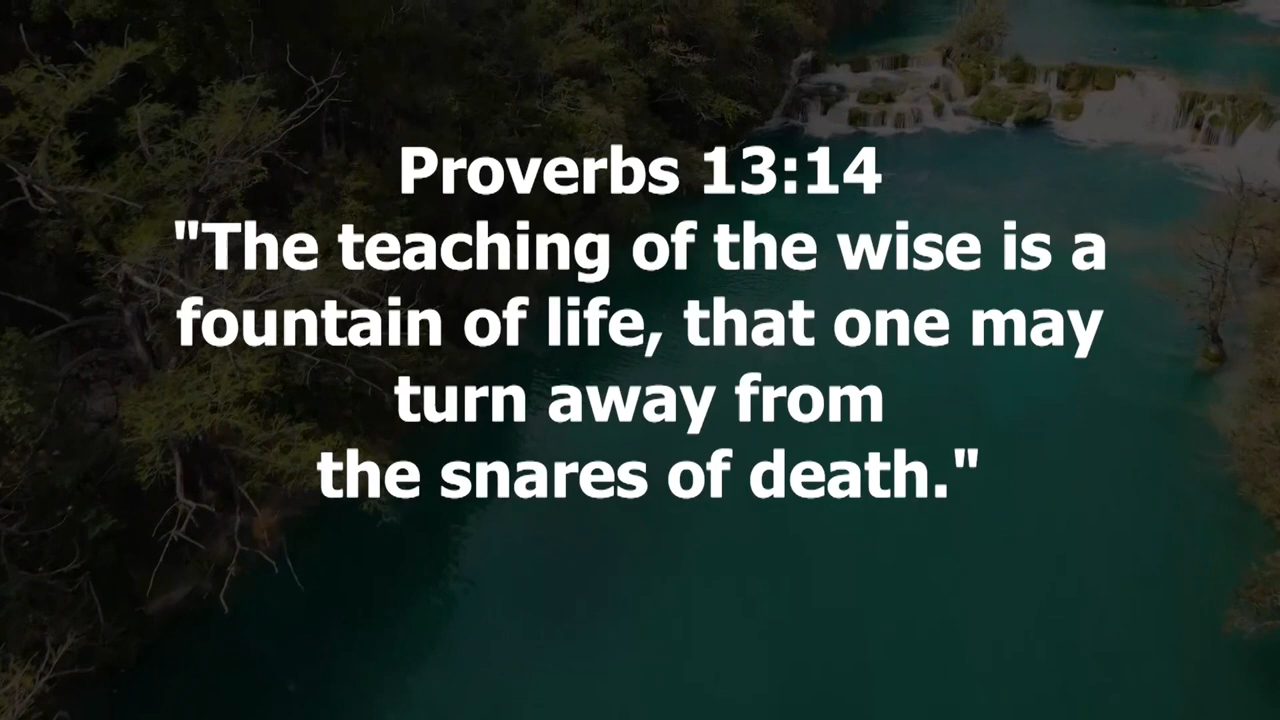 Proverbs 13:14
"The teaching of the wise is a
fountain of life, that one may
turn away from
the snares of death."